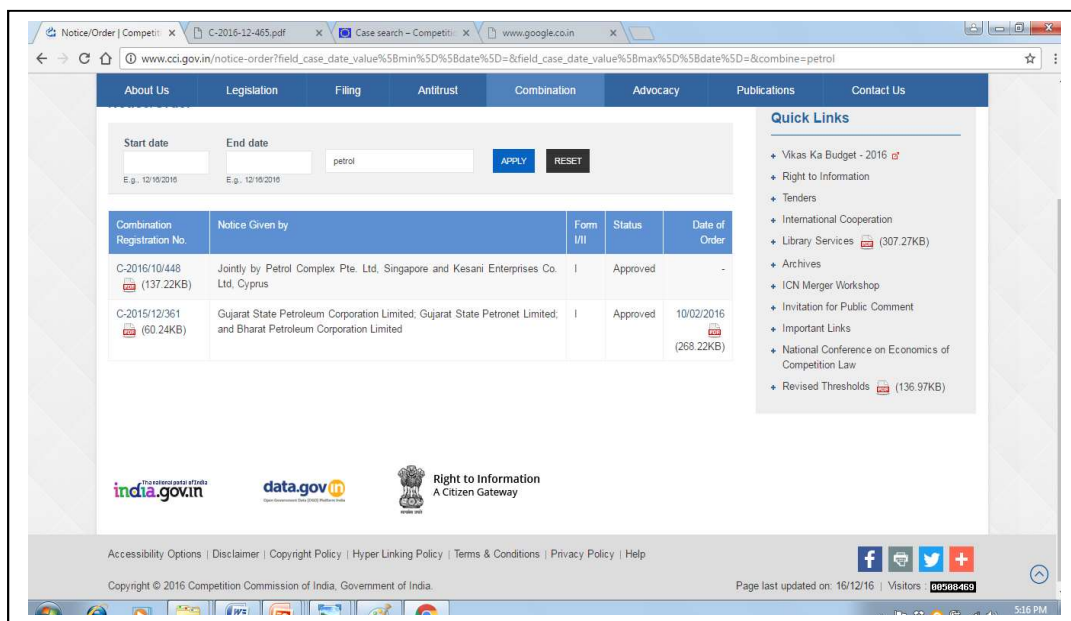 Notice/Order | Competiti
C-2016-12-465.pdf
Case search – Competitic
www.google.co.in
www.cci.gov.in/notice-order?field_case_date_value%5Bmin%5D%5Bdate%5D=&field_case_date_value%5Bmax%5D%5Bdate%5D=&combine=petrol
About Us Legislation Filing Antitrust Combination Advocacy Publications Contact Us
Start date End date
petrol APPLY RESET
E.g., 12/16/2016 E.g., 12/16/2016
Combination Registration No. Notice Given by Form I/II Status Date of Order
C-2016/10/448 Jointly by Petrol Complex Pte. Ltd, Singapore and Kesani Enterprises Co. I Approved -
(137.22KB) Ltd, Cyprus
C-2015/12/361 Gujarat State Petroleum Corporation Limited; Gujarat State Petronet Limited; I Approved 10/02/2016
(60.24KB) and Bharat Petroleum Corporation Limited
(268.22KB)
Quick Links
Vikas Ka Budget - 2016
Right to Information
Tenders
International Cooperation
Library Services (307.27KB)
Archives
ICN Merger Workshop
Invitation for Public Comment
Important Links
National Conference on Economics of
Competition Law
Revised Thresholds (136.97KB)
The national portal of India
india.gov.in
data.gov in
Right to Information
A Citizen Gateway
Accessibility Options | Disclaimer | Copyright Policy | Hyper Linking Policy | Terms & Conditions | Privacy Policy | Help
Copyright © 2016 Competition Commission of India, Government of India.
Page last updated on: 16/12/16 | Visitors : 00508469
5:16 PM